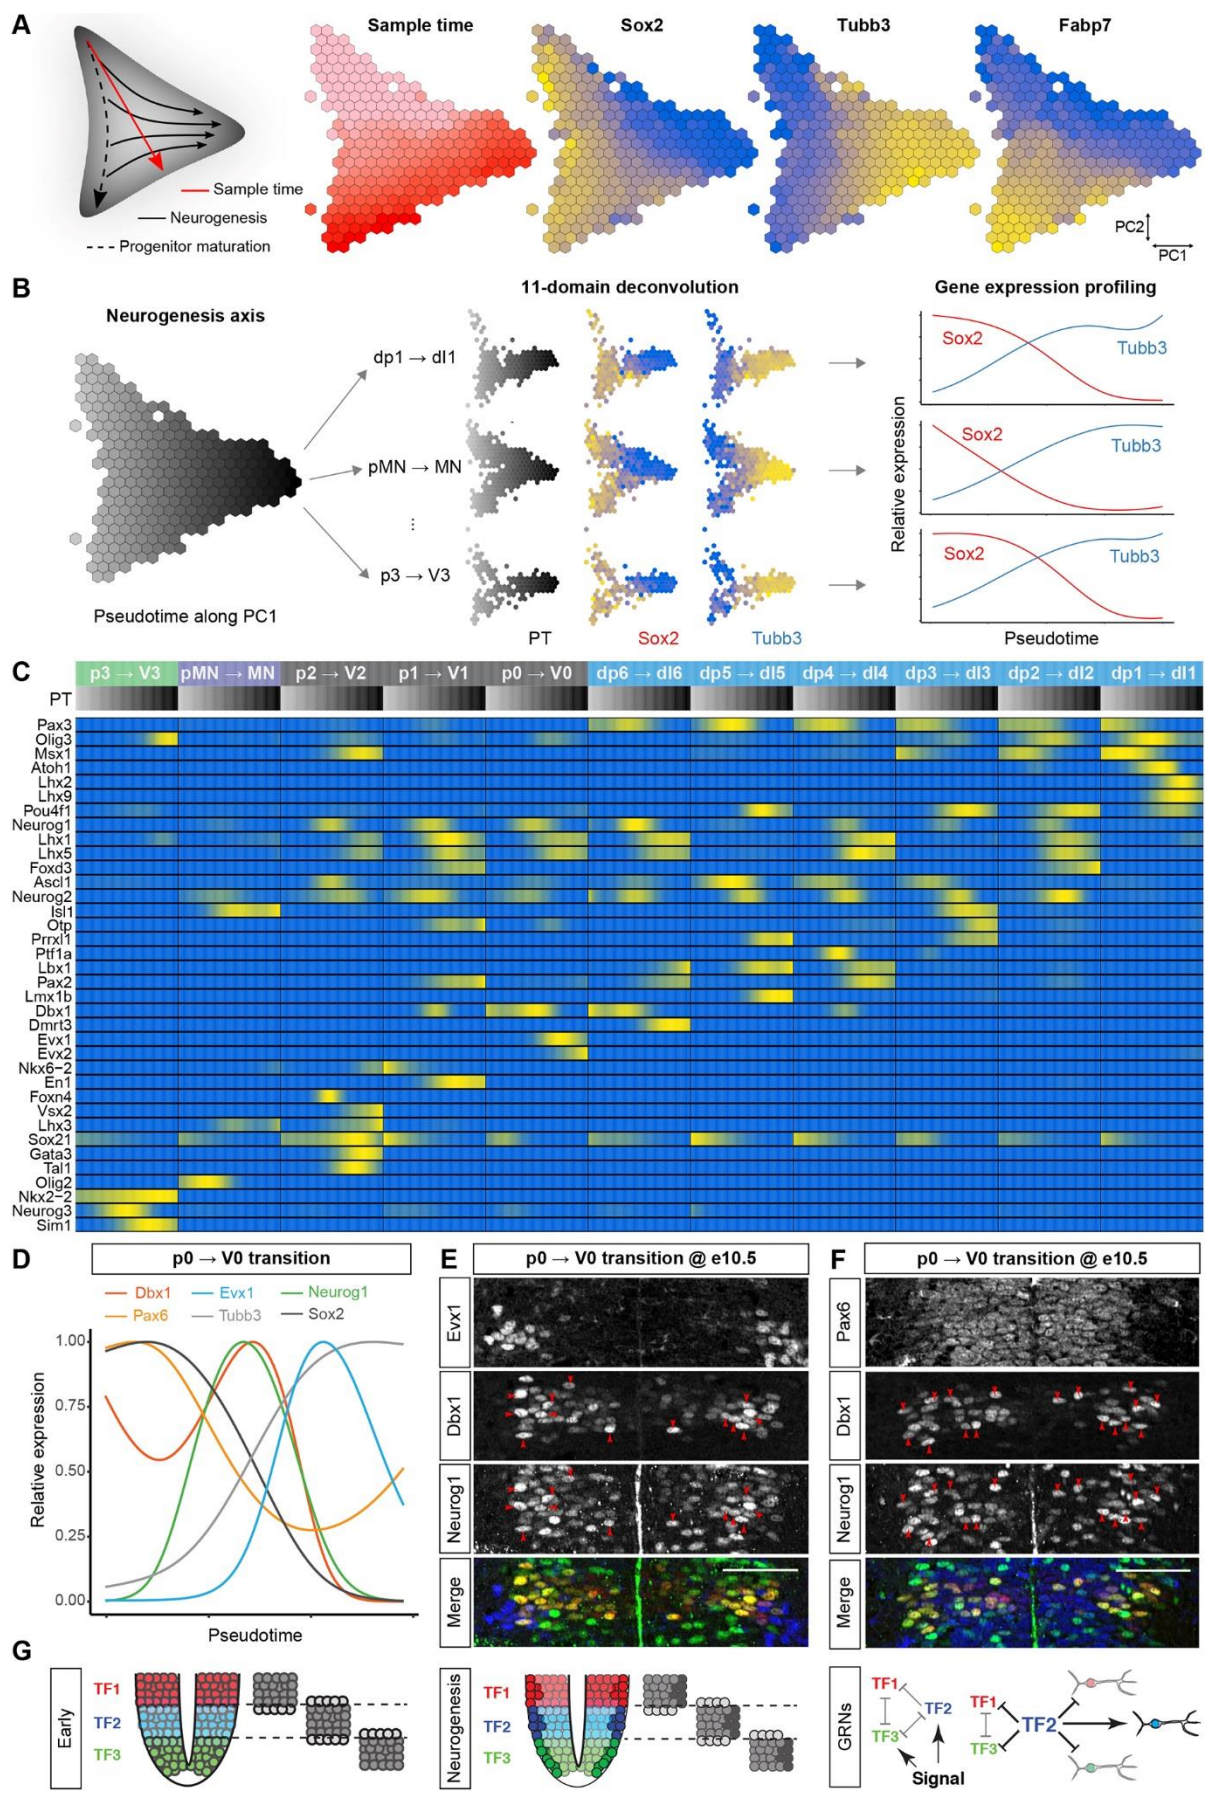 A
Sample time
Sox2
Tubb3
Fabp7
Sample time
Neurogenesis
Progenitor maturation
PC2
PC1
B
11-domain deconvolution
Gene expression profiling
Neurogenesis axis
dp1 → dI1
pMN → MN
⋮
p3 → V3
Pseudotime along PC1
PT
Sox2
Tubb3
Relative expression
Sox2
Tubb3
Sox2
Tubb3
Sox2
Tubb3
Pseudotime
C
p3 → V3 pMN → MN p2 → V2 p1 → V1 p0 → V0 dp6 → dI6 dp5 → dI5 dp4 → dI4 dp3 → dI3 dp2 → dI2 dp1 → dI1
PT
Pax3
Olig3
Msx1
Atoh1
Lhx2
Lhx9
Pou4f1
Neurog1
Lhx1
Lhx5
Foxd3
Ascl1
Neurog2
Isl1
Otp
Prrxl1
Ptf1a
Lbx1
Pax2
Lmx1b
Dbx1
Dmrt3
Evx1
Evx2
Nkx6−2
En1
Foxn4
Vsx2
Lhx3
Sox21
Gata3
Tal1
Olig2
Nkx2−2
Neurog3
Sim1
D
p0 → V0 transition
Dbx1 Evx1 Neurog1
Pax6 Tubb3 Sox2
Relative expression
1.00
0.75
0.50
0.25
0.00
Pseudotime
E
p0 → V0 transition @ e10.5
Evx1
Dbx1
Neurog1
Merge
F
p0 → V0 transition @ e10.5
Pax6
Dbx1
Neurog1
Merge
G
Early
TF1
TF2
TF3
Neurogenesis
TF1
TF2
TF3
GRNs
TF1
TF2
TF3
Signal
TF1
TF2
TF3